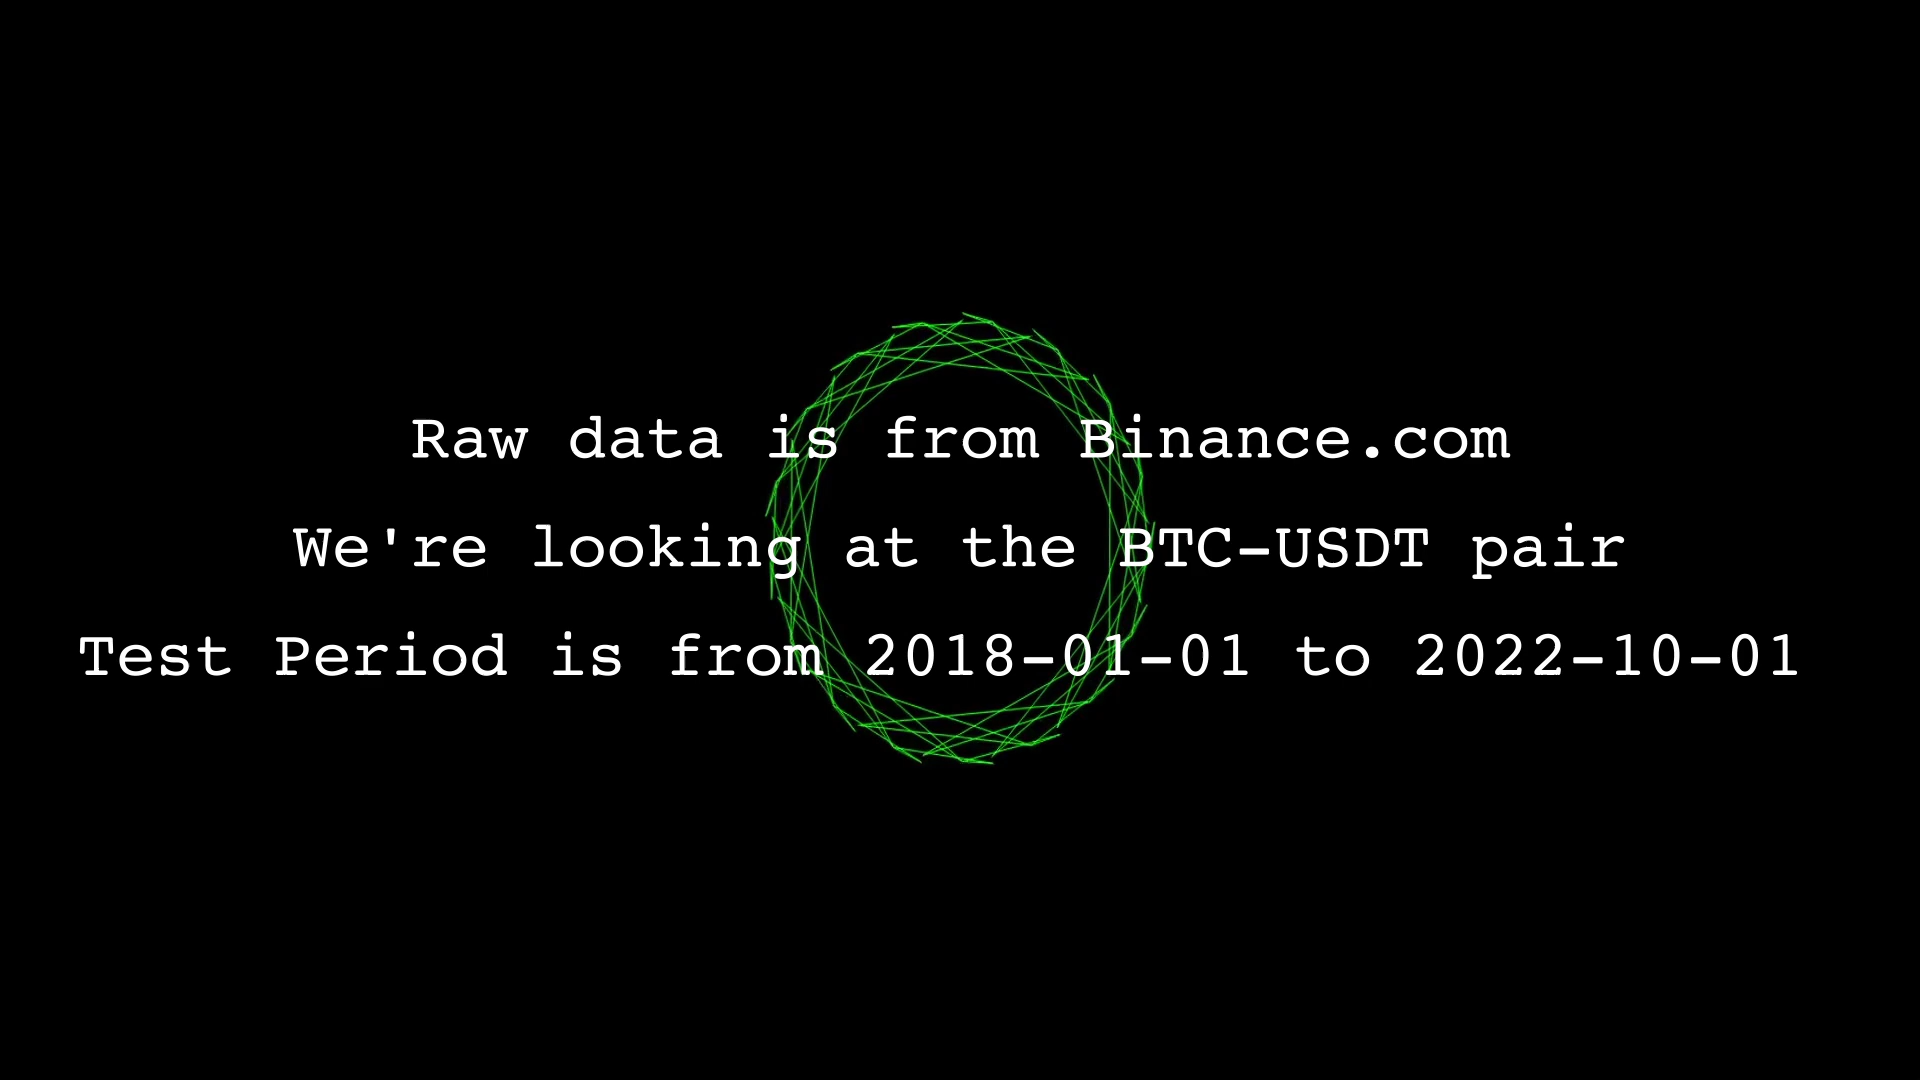 Raw data is from Binance.com
We're looking at the BTC-USDT pair
Test Period is from 2018-01-01 to 2022-10-01